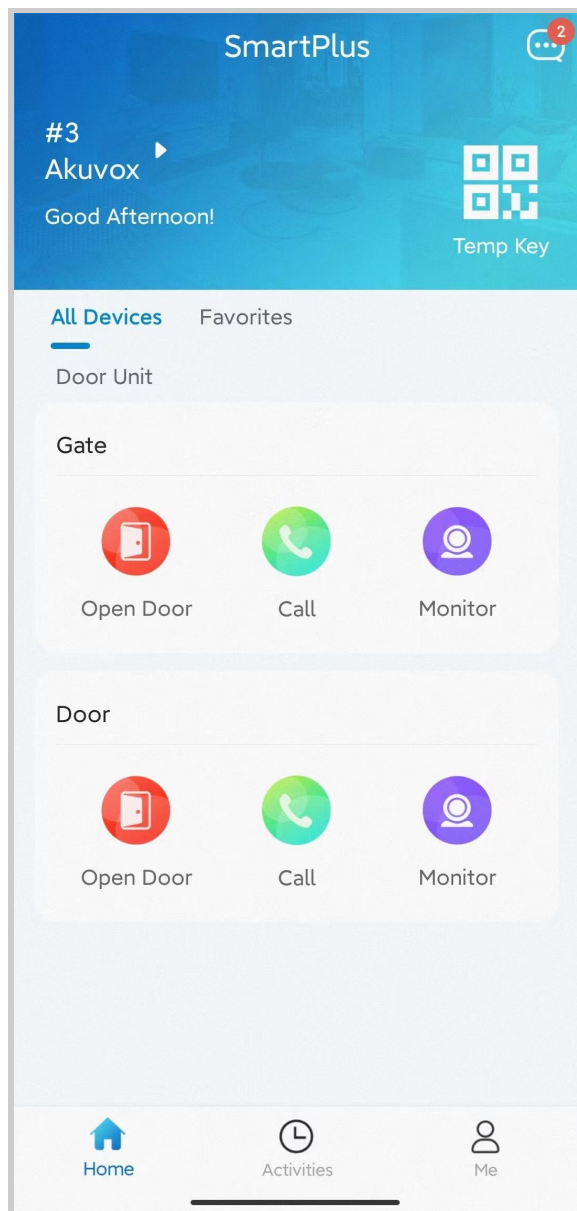 SmartPlus
2
#3
Akuvox
Good Afternoon!
Temp Key
All Devices Favorites
Door Unit
Gate
Open Door Call Monitor
Door
Open Door Call Monitor
Home Activities Me